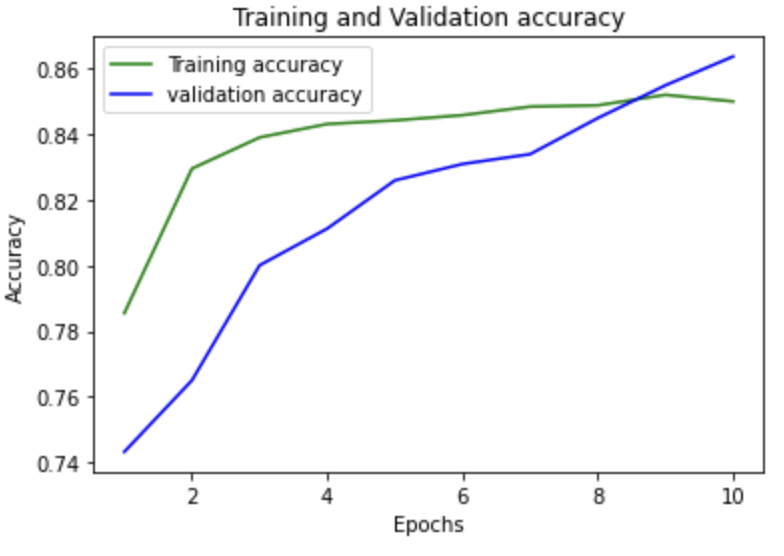 Training and Validation accuracy
Training accuracy
validation accuracy
0.86
0.84
0.82
0.80
0.78
0.76
0.74
Accuracy
2 4 6 8 10
Epochs